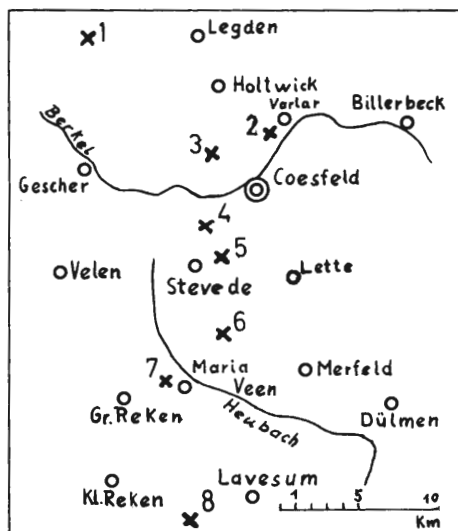 1
Legden
Holtwick
Varlar
Billerbeck
2
Berkel
3
Gescher
Coesfeld
4
5
Velen
Stevede
Lette
6
7
Maria
Veen
Merfeld
Gr. Reken
Heubach
Dülmen
Kl. Reken
Lavesum
8
1 5 10
Km